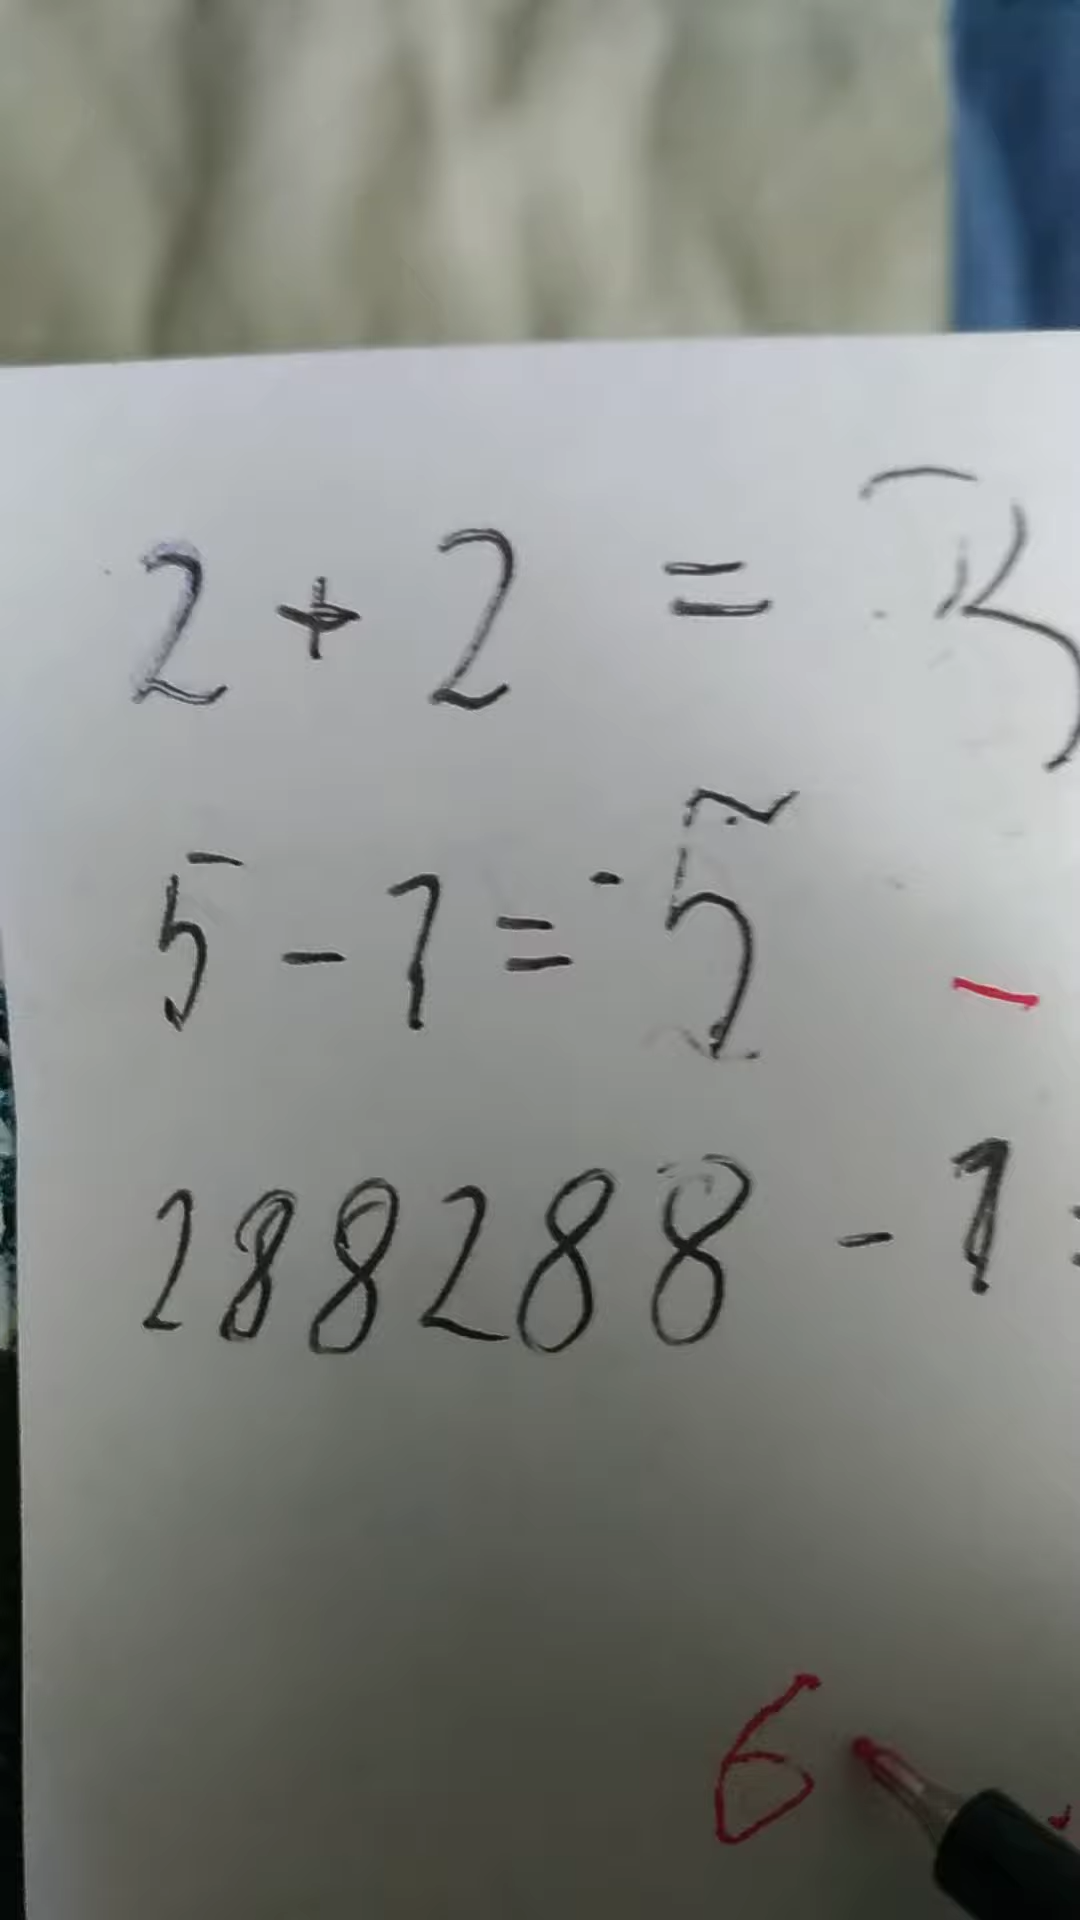 2 + 2 =
5 - 1 = -5 -
288288 - 1 =
6